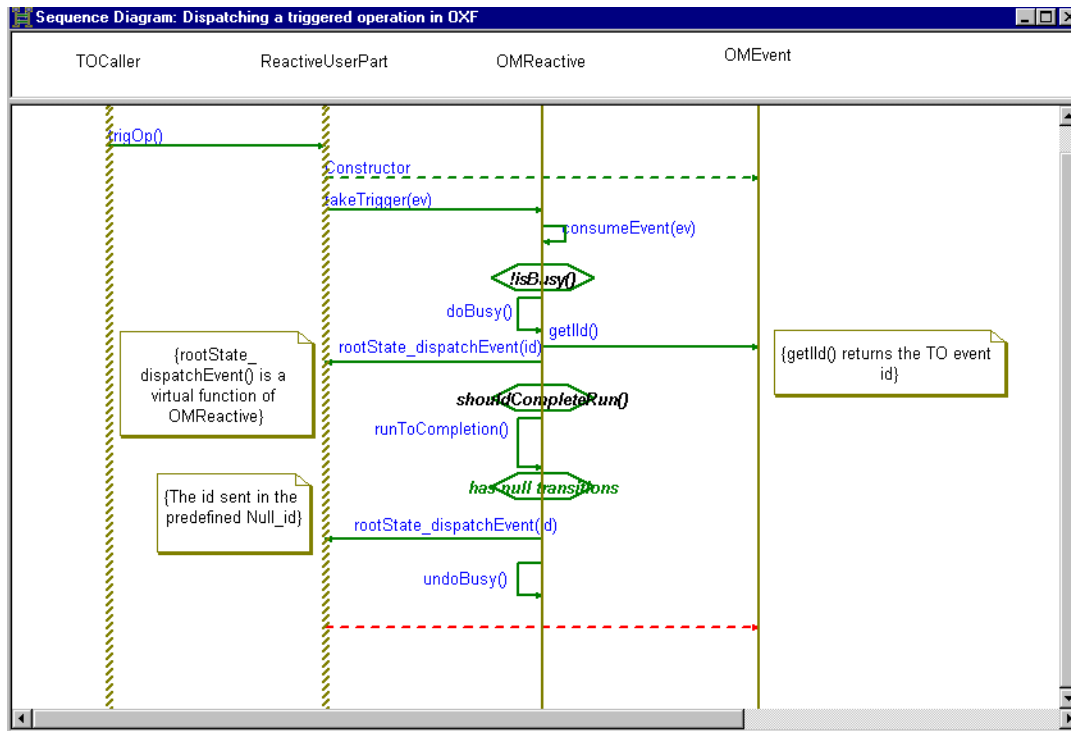 Sequence Diagram: Dispatching a triggered operation in OXF
TOCaller
ReactiveUserPart
OMReactive
OMEvent
trigOp()
Constructor
takeTrigger(ev)
consumeEvent(ev)
!isBusy()
doBusy()
getlId()
rootState_dispatchEvent(id)
{rootState_
dispatchEvent() is a
virtual function of
OMReactive}
{getlId() returns the TO event
id}
shouldCompleteRun()
runToCompletion()
has null transitions
{The id sent in the
predefined Null_id}
rootState_dispatchEvent(id)
undoBusy()